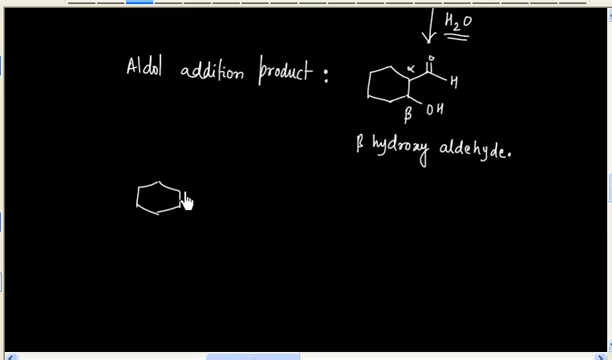 H₂O
Aldol addition product :
α
O
H
OH
β
β hydroxy aldehyde.